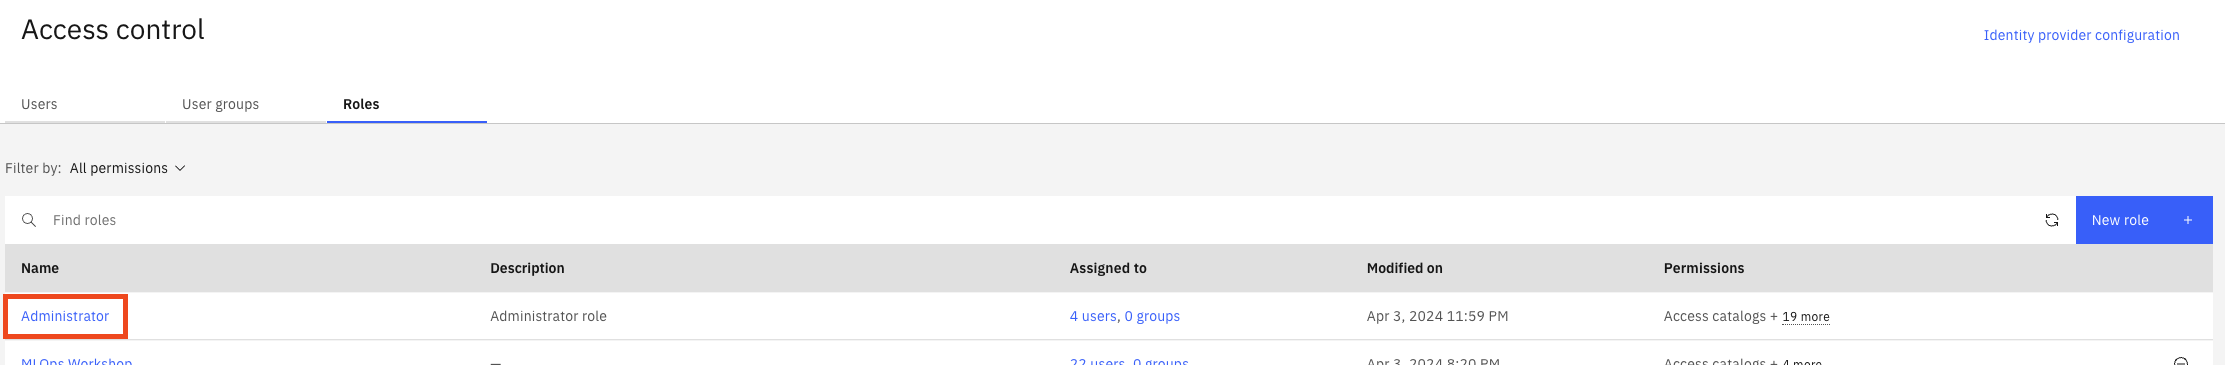 Access control
Identity provider configuration
Users User groups Roles
Filter by: All permissions
Find roles
New role +
Name Description Assigned to Modified on Permissions
Administrator Administrator role 4 users, 0 groups Apr 3, 2024 11:59 PM Access catalogs + 19 more
MLOps Workshop — 22 users, 0 groups Apr 3, 2024 8:20 PM Access catalogs + 4 more